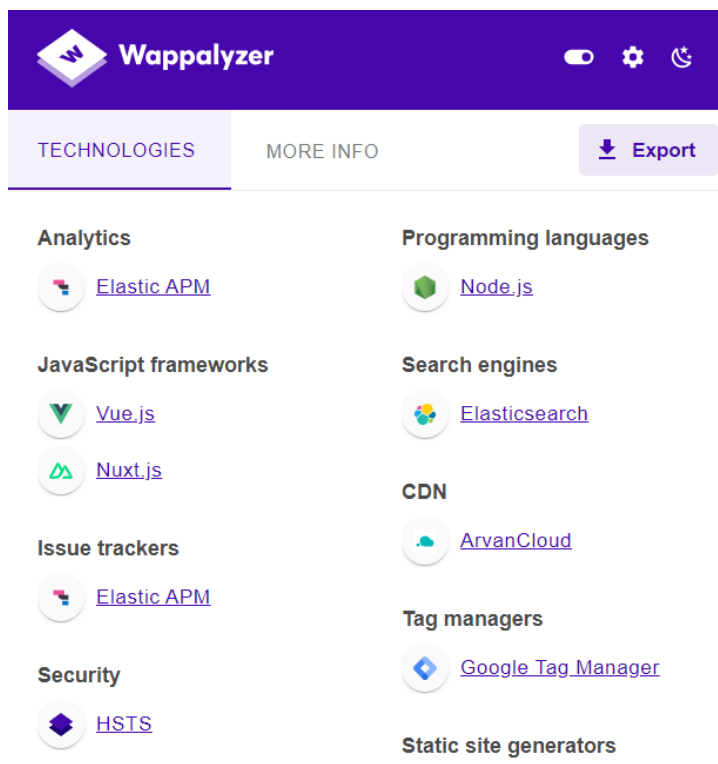 Wappalyzer
TECHNOLOGIES
MORE INFO
Export
Analytics
Elastic APM
JavaScript frameworks
Vue.js
Nuxt.js
Issue trackers
Elastic APM
Security
HSTS
Programming languages
Node.js
Search engines
Elasticsearch
CDN
ArvanCloud
Tag managers
Google Tag Manager
Static site generators